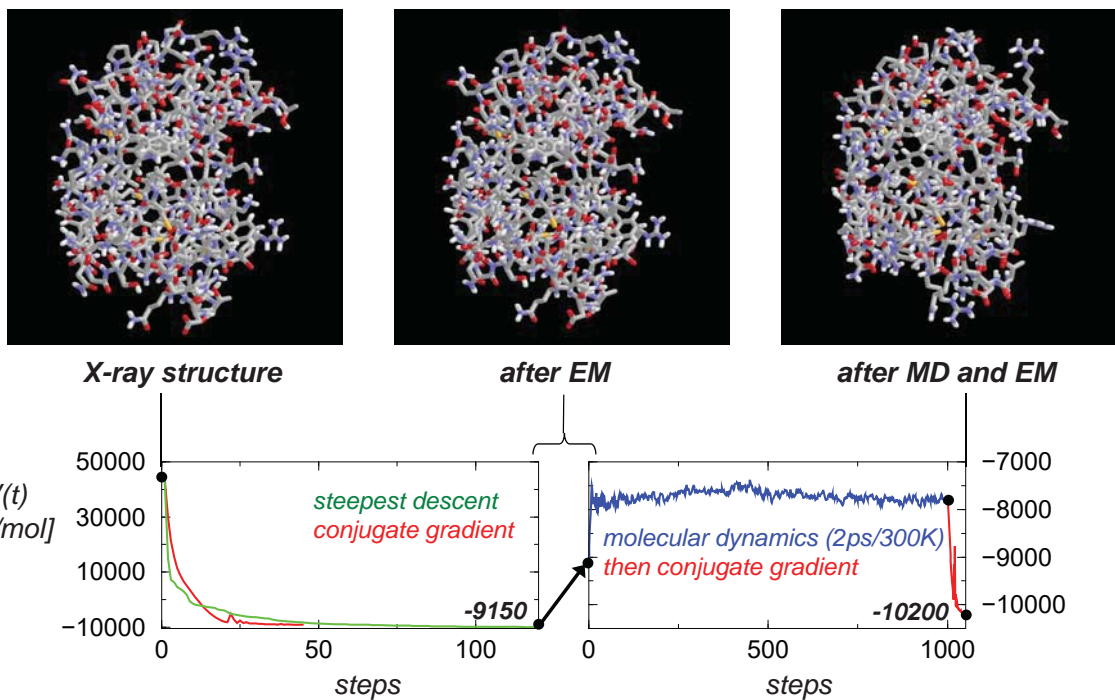 X-ray structure
after EM
after MD and EM
50000
30000
10000
−10000
(t)
/mol]
steepest descent
conjugate gradient
-9150
0
50
100
steps
molecular dynamics (2ps/300K)
then conjugate gradient
-10200
−7000
−8000
−9000
−10000
0
500
1000
steps